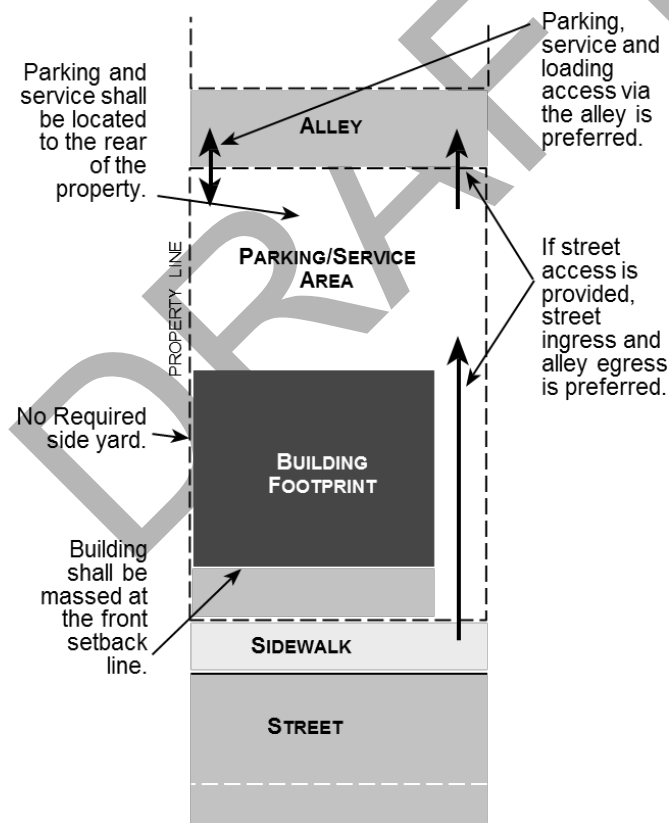 Parking and
service shall
be located
to the rear
of the
property.
Parking,
service and
loading
access via
the alley is
preferred.
ALLEY
PARKING/SERVICE
AREA
PROPERTY LINE
If street
access is
provided,
street
ingress and
alley egress
is preferred.
No Required
side yard.
BUILDING
FOOTPRINT
Building
shall be
massed at
the front
setback
line.
SIDEWALK
STREET
DRAFT